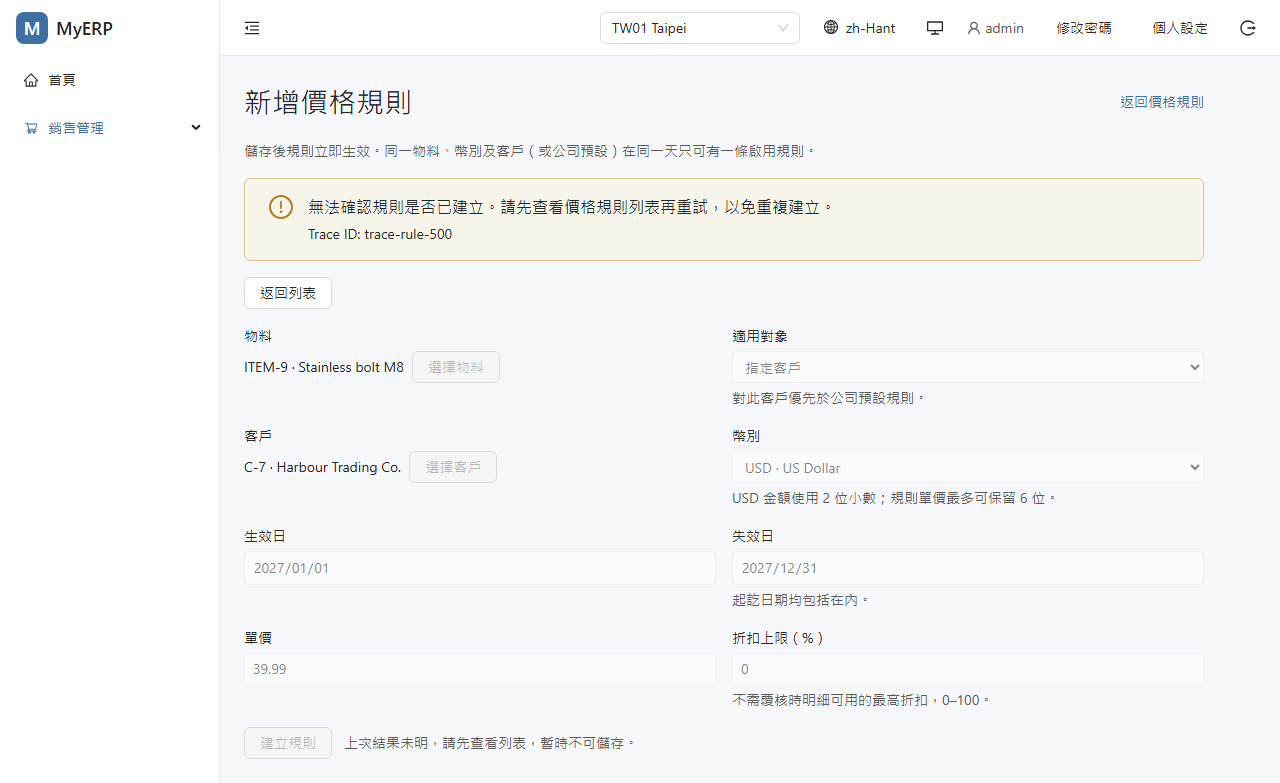 M MyERP
TW01 Taipei
zh-Hant
admin
修改密碼
個人設定
首頁
銷售管理
新增價格規則
返回價格規則
儲存後規則立即生效。同一物料、幣別及客戶（或公司預設）在同一天只可有一條啟用規則。
無法確認規則是否已建立。請先查看價格規則列表再重試，以免重複建立。
Trace ID: trace-rule-500
返回列表
物料
ITEM-9 · Stainless bolt M8
選擇物料
適用對象
指定客戶
對此客戶優先於公司預設規則。
客戶
C-7 · Harbour Trading Co.
選擇客戶
幣別
USD · US Dollar
USD 金額使用 2 位小數；規則單價最多可保留 6 位。
生效日
2027/01/01
失效日
2027/12/31
起訖日期均包括在內。
單價
39.99
折扣上限（%）
0
不需覆核時明細可用的最高折扣，0–100。
建立規則
上次結果未明，請先查看列表，暫時不可儲存。